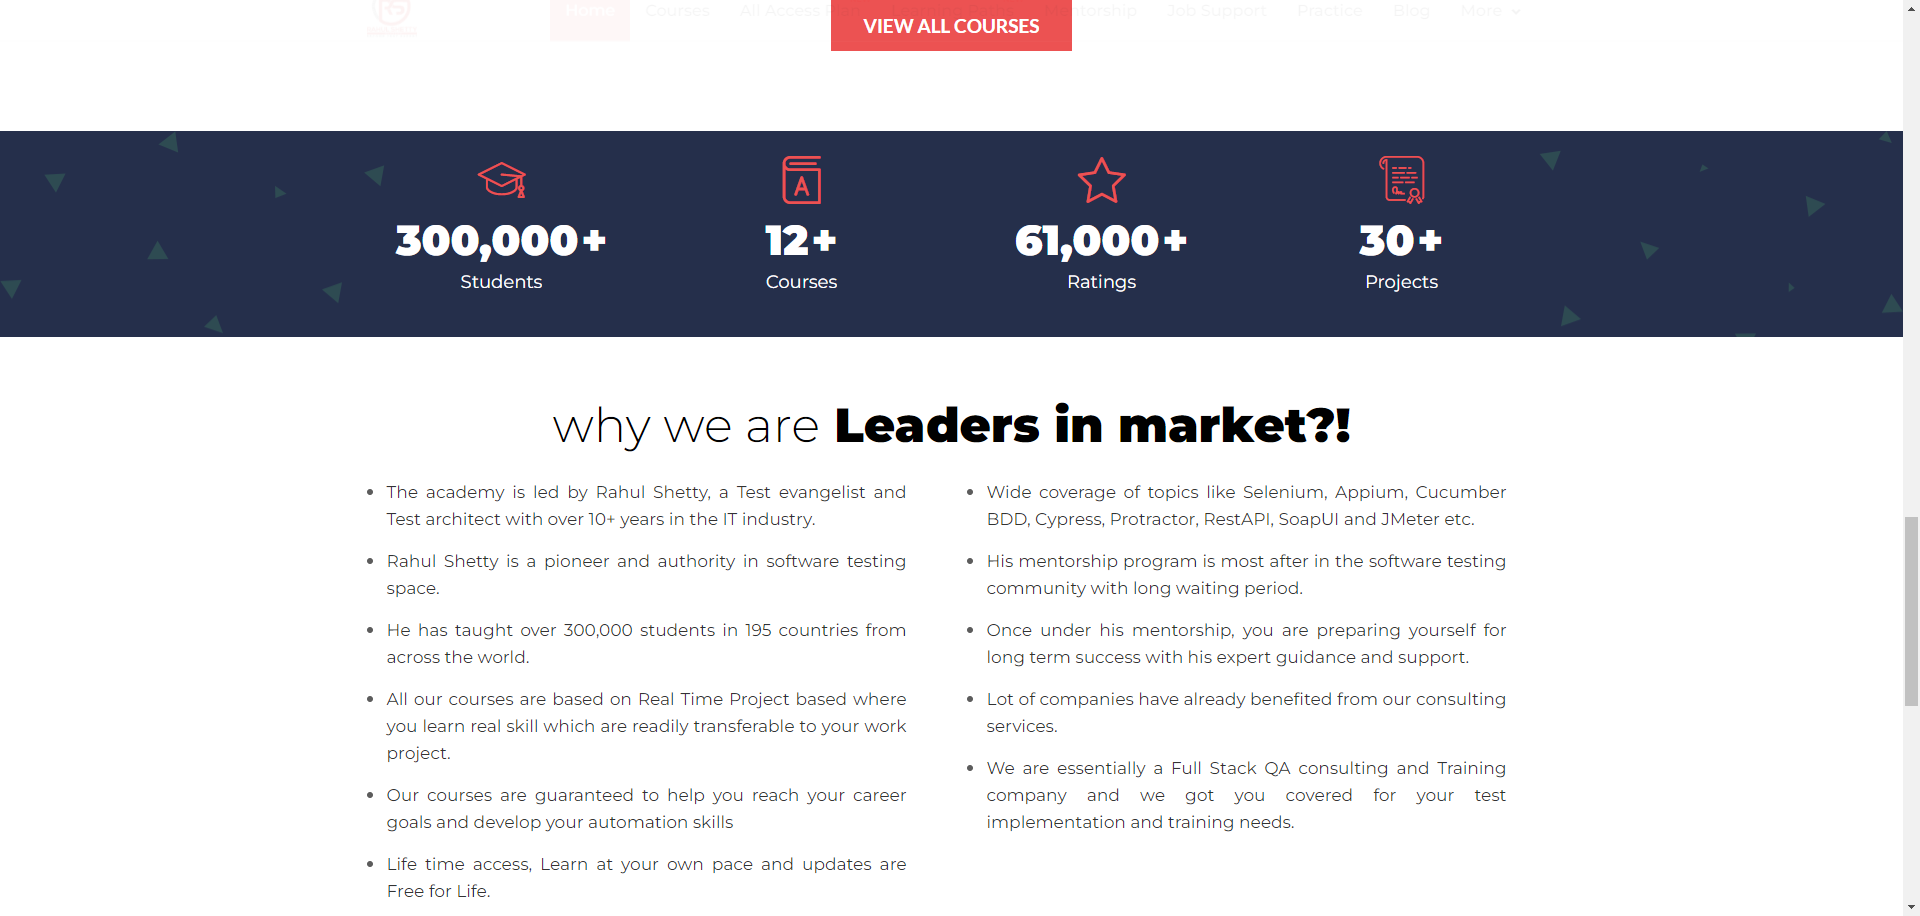 Home Courses All Access Mentorship Job Support Practice Blog More
VIEW ALL COURSES
300,000+
Students
12+
Courses
61,000+
Ratings
30+
Projects
why we are Leaders in market?!
The academy is led by Rahul Shetty, a Test evangelist and
Test architect with over 10+ years in the IT industry.
Rahul Shetty is a pioneer and authority in software testing
space.
He has taught over 300,000 students in 195 countries from
across the world.
All our courses are based on Real Time Project based where
you learn real skill which are readily transferable to your work
project.
Our courses are guaranteed to help you reach your career
goals and develop your automation skills
Life time access, Learn at your own pace and updates are
Free for Life.
Wide coverage of topics like Selenium, Appium, Cucumber
BDD, Cypress, Protractor, RestAPI, SoapUI and JMeter etc.
His mentorship program is most after in the software testing
community with long waiting period.
Once under his mentorship, you are preparing yourself for
long term success with his expert guidance and support.
Lot of companies have already benefited from our consulting
services.
We are essentially a Full Stack QA consulting and Training
company and we got you covered for your test
implementation and training needs.